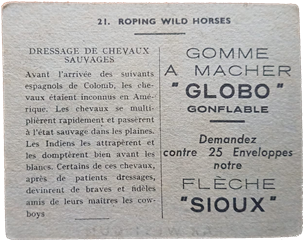 21. ROPING WILD HORSES
DRESSAGE DE CHEVAUX
SAUVAGES
Avant l'arrivée des suivants
espagnols de Colomb, les che-
vaux étaient inconnus en Amé-
rique. Les chevaux se multi-
plièrent rapidement et passèrent
à l'état sauvage dans les plaines.
Les Indiens les attrapèrent et
les domptèrent bien avant les
blancs. Certains de ces chevaux,
après de patients dressages,
devinrent de braves et fidèles
amis de leurs maitres les cow-
boys
GOMME
A MACHER
"GLOBO"
GONFLABLE
Demandez
contre 25 Enveloppes
notre
FLÈCHE
"SIOUX"